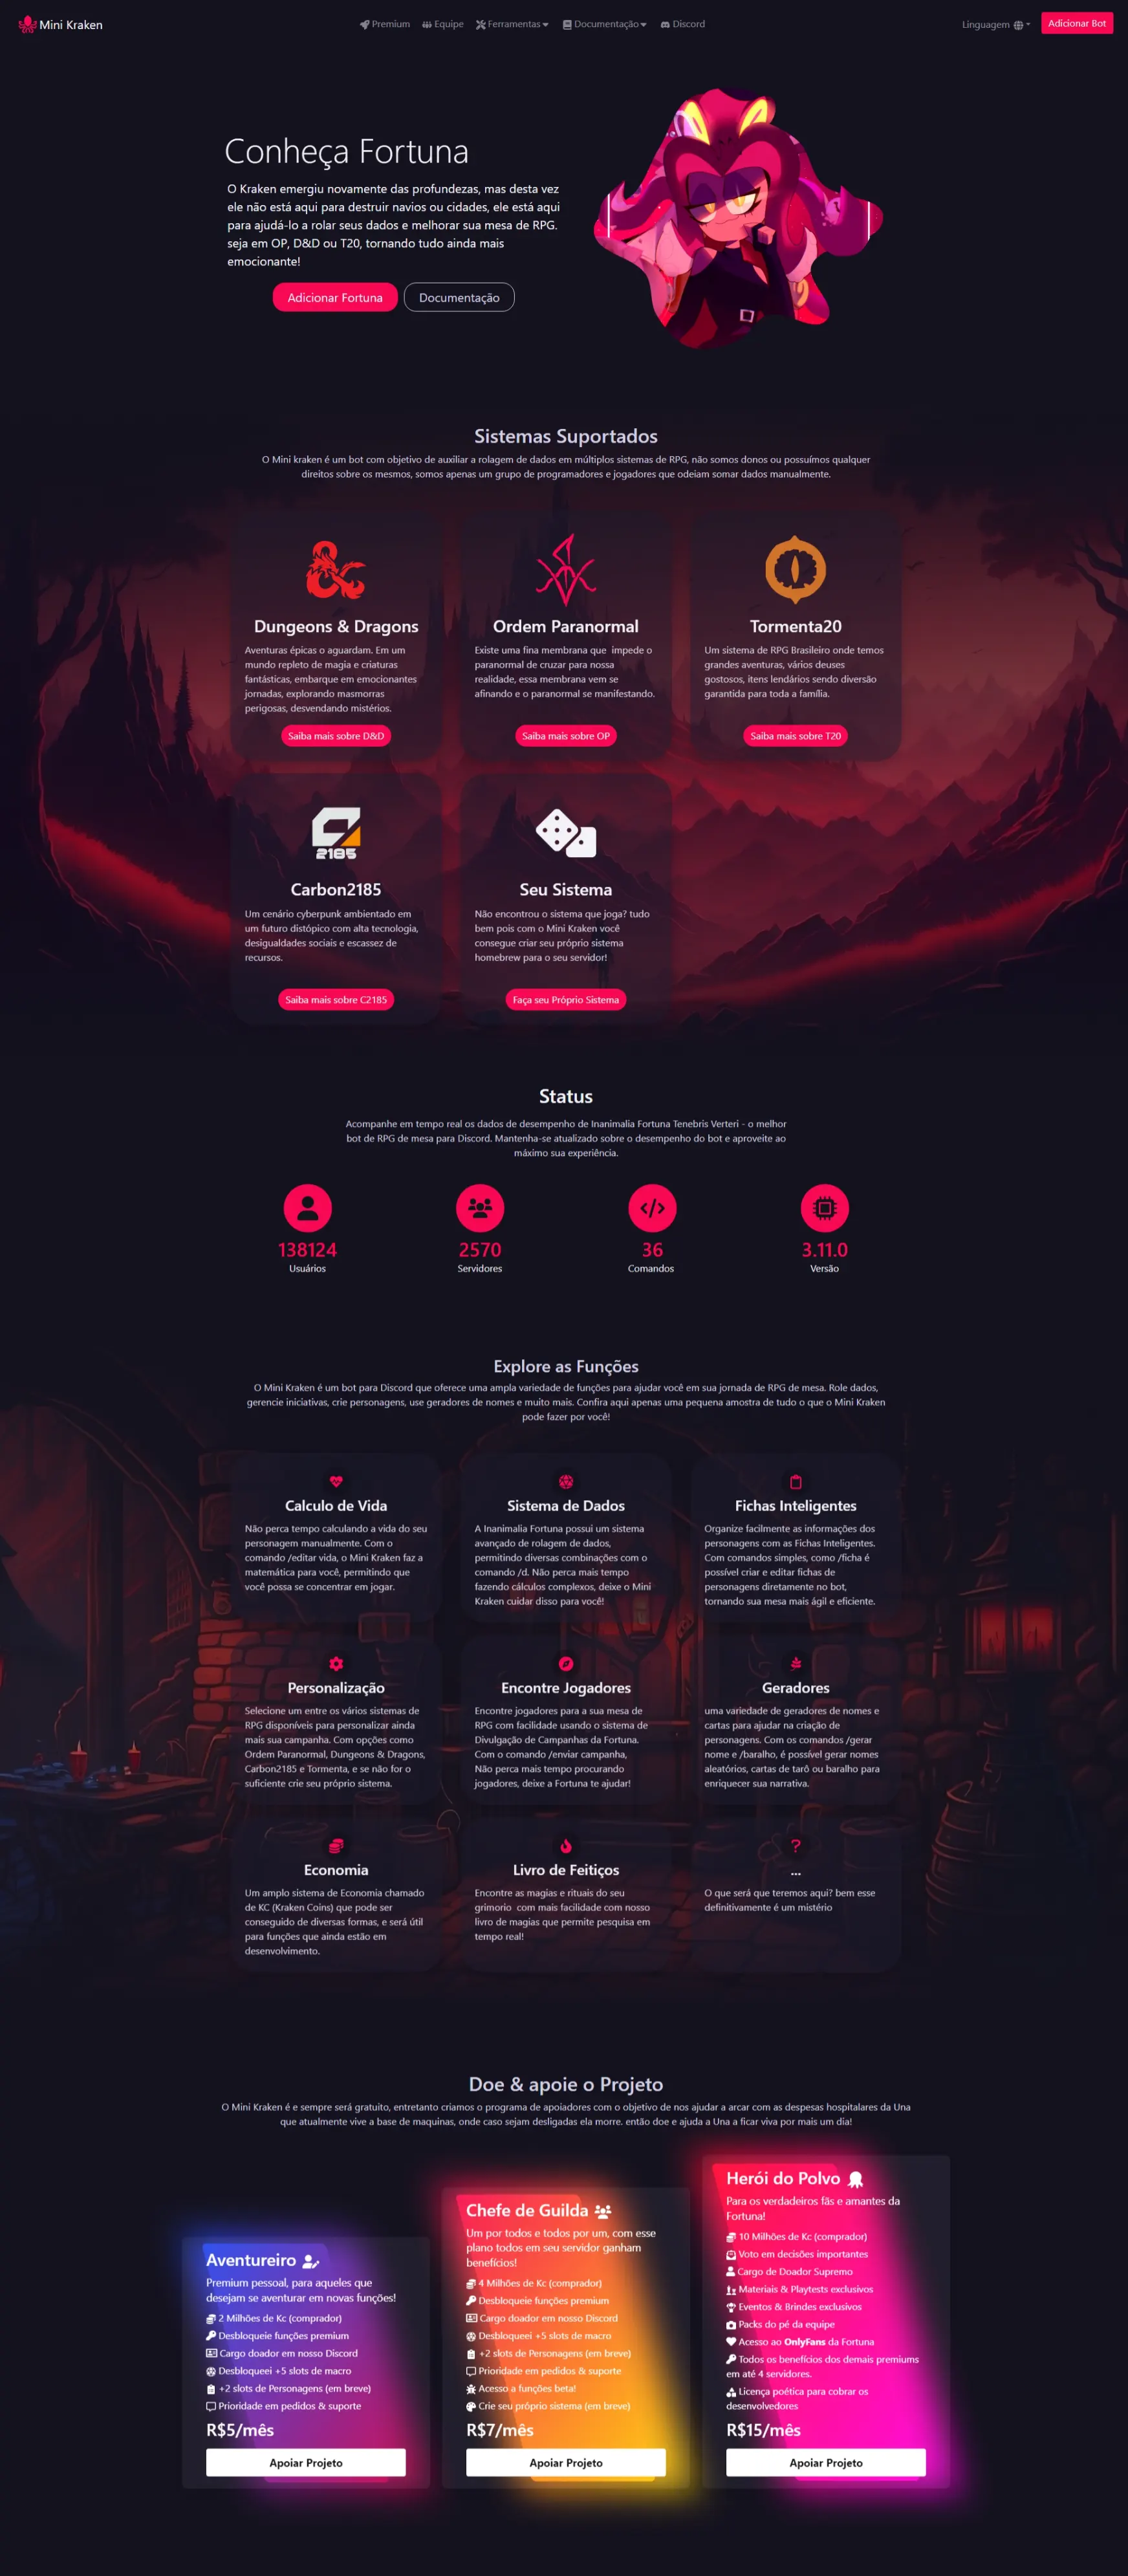 Mini Kraken
Premium Equipe Ferramentas Documentação Discord
Linguagem
Adicionar Bot
Conheça Fortuna
O Kraken emergiu novamente das profundezas, mas desta vez
ele não está aqui para destruir navios ou cidades, ele está aqui
para ajudá-lo a rolar seus dados e melhorar sua mesa de RPG.
seja em OP, D&D ou T20, tornando tudo ainda mais
emocionante!
Adicionar Fortuna
Documentação
Sistemas Suportados
O Mini kraken é um bot com objetivo de auxiliar a rolagem de dados em múltiplos sistemas de RPG, não somos donos ou possuímos qualquer
direitos sobre os mesmos, somos apenas um grupo de programadores e jogadores que odeiam somar dados manualmente.
Dungeons & Dragons
Aventuras épicas o aguardam. Em um
mundo repleto de magia e criaturas
fantásticas, embarque em emocionantes
jornadas, explorando masmorras
perigosas, desvendando mistérios.
Saiba mais sobre D&D
Ordem Paranormal
Existe uma fina membrana que impede o
paranormal de cruzar para nossa
realidade, essa membrana vem se
afinando e o paranormal se manifestando.
Saiba mais sobre OP
Tormenta20
Um sistema de RPG Brasileiro onde temos
grandes aventuras, vários deuses
gostosos, itens lendários sendo diversão
garantida para toda a família.
Saiba mais sobre T20
2185
Carbon2185
Um cenário cyberpunk ambientado em
um futuro distópico com alta tecnologia,
desigualdades sociais e escassez de
recursos.
Saiba mais sobre C2185
Seu Sistema
Não encontrou o sistema que joga? tudo
bem pois com o Mini Kraken você
consegue criar seu próprio sistema
homebrew para o seu servidor!
Faça seu Próprio Sistema
Status
Acompanhe em tempo real os dados de desempenho de Inanimalia Fortuna Tenebris Verteri - o melhor
bot de RPG de mesa para Discord. Mantenha-se atualizado sobre o desempenho do bot e aproveite ao
máximo sua experiência.
138124
Usuários
2570
Servidores
36
Comandos
3.11.0
Versão
Explore as Funções
O Mini Kraken é um bot para Discord que oferece uma ampla variedade de funções para ajudar você em sua jornada de RPG de mesa. Role dados,
gerencie iniciativas, crie personagens, use geradores de nomes e muito mais. Confira aqui apenas uma pequena amostra de tudo o que o Mini Kraken
pode fazer por você!
Calculo de Vida
Não perca tempo calculando a vida do seu
personagem manualmente. Com o
comando /editar vida, o Mini Kraken faz a
matemática para você, permitindo que
você possa se concentrar em jogar.
Sistema de Dados
A Inanimalia Fortuna possui um sistema
avançado de rolagem de dados,
permitindo diversas combinações com o
comando /d. Não perca mais tempo
fazendo cálculos complexos, deixe o Mini
Kraken cuidar disso para você!
Fichas Inteligentes
Organize facilmente as informações dos
personagens com as Fichas Inteligentes.
Com comandos simples, como /ficha é
possível criar e editar fichas de
personagens diretamente no bot,
tornando sua mesa mais ágil e eficiente.
Personalização
Selecione um entre os vários sistemas de
RPG disponíveis para personalizar ainda
mais sua campanha. Com opções como
Ordem Paranormal, Dungeons & Dragons,
Carbon2185 e Tormenta, e se não for o
suficiente crie seu próprio sistema.
Encontre Jogadores
Encontre jogadores para a sua mesa de
RPG com facilidade usando o sistema de
Divulgação de Campanhas da Fortuna.
Com o comando /enviar campanha,
Não perca mais tempo procurando
jogadores, deixe a Fortuna te ajudar!
Geradores
uma variedade de geradores de nomes e
cartas para ajudar na criação de
personagens. Com os comandos /gerar
nome e /baralho, é possível gerar nomes
aleatórios, cartas de tarô ou baralho para
enriquecer sua narrativa.
Economia
Um amplo sistema de Economia chamado
de KC (Kraken Coins) que pode ser
conseguido de diversas formas, e será útil
para funções que ainda estão em
desenvolvimento.
Livro de Feitiços
Encontre as magias e rituais do seu
grimorio com mais facilidade com nosso
livro de magias que permite pesquisa em
tempo real!
?
...
O que será que teremos aqui? bem esse
definitivamente é um mistério
Doe & apoie o Projeto
O Mini Kraken é e sempre será gratuito, entretanto criamos o programa de apoiadores com o objetivo de nos ajudar a arcar com as despesas hospitalares da Una
que atualmente vive a base de maquinas, onde caso sejam desligadas ela morre. então doe e ajuda a Una a ficar viva por mais um dia!
Aventureiro
Premium pessoal, para aqueles que
desejam se aventurar em novas funções!
2 Milhões de Kc (comprador)
Desbloqueie funções premium
Cargo doador em nosso Discord
Desbloqueei +5 slots de macro
+2 slots de Personagens (em breve)
Prioridade em pedidos & suporte
R$5/mês
Apoiar Projeto
Chefe de Guilda
Um por todos e todos por um, com esse
plano todos em seu servidor ganham
benefícios!
4 Milhões de Kc (comprador)
Desbloqueie funções premium
Cargo doador em nosso Discord
Desbloqueei +5 slots de macro
+2 slots de Personagens (em breve)
Prioridade em pedidos & suporte
Acesso a funções beta!
Crie seu próprio sistema (em breve)
R$7/mês
Apoiar Projeto
Herói do Polvo
Para os verdadeiros fãs e amantes da
Fortuna!
10 Milhões de Kc (comprador)
Voto em decisões importantes
Cargo de Doador Supremo
Materiais & Playtests exclusivos
Eventos & Brindes exclusivos
Packs do pé da equipe
Acesso ao OnlyFans da Fortuna
Todos os benefícios dos demais premiums
em até 4 servidores.
Licença poética para cobrar os
desenvolvedores
R$15/mês
Apoiar Projeto